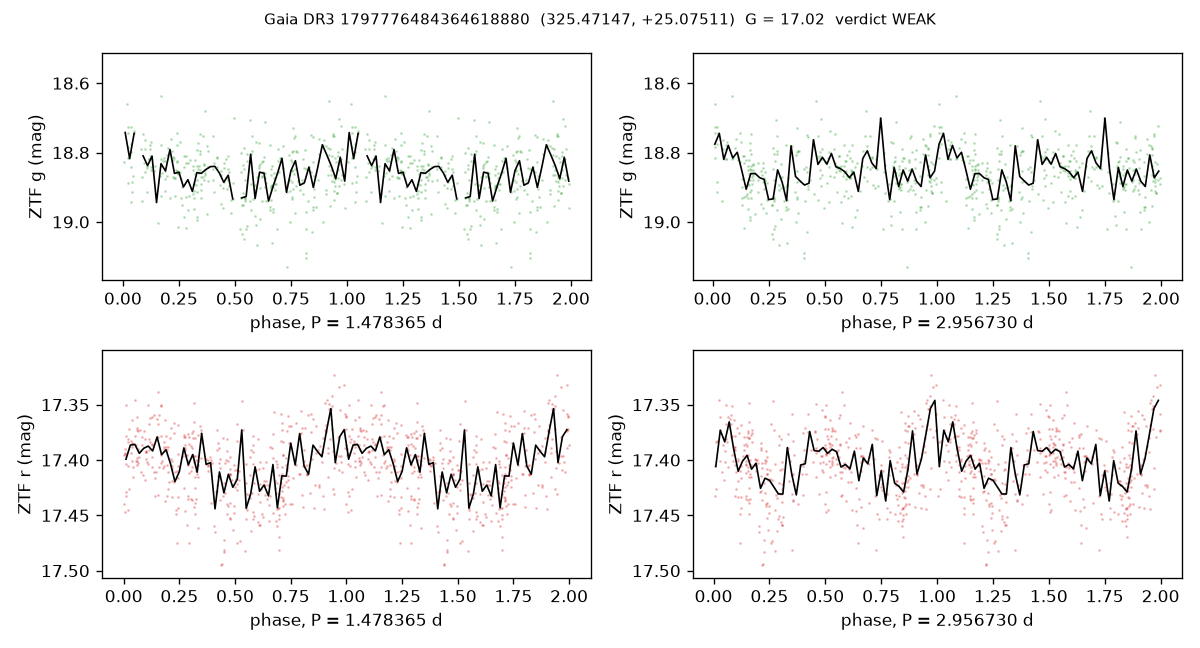 Gaia DR3 1797776484364618880 (325.47147, +25.07511) G = 17.02 verdict WEAK
ZTF g (mag)
18.6
18.8
19.0
0.00 0.25 0.50 0.75 1.00 1.25 1.50 1.75 2.00
phase, P = 1.478365 d
ZTF g (mag)
18.6
18.8
19.0
0.00 0.25 0.50 0.75 1.00 1.25 1.50 1.75 2.00
phase, P = 2.956730 d
ZTF r (mag)
17.35
17.40
17.45
17.50
0.00 0.25 0.50 0.75 1.00 1.25 1.50 1.75 2.00
phase, P = 1.478365 d
ZTF r (mag)
17.35
17.40
17.45
17.50
0.00 0.25 0.50 0.75 1.00 1.25 1.50 1.75 2.00
phase, P = 2.956730 d